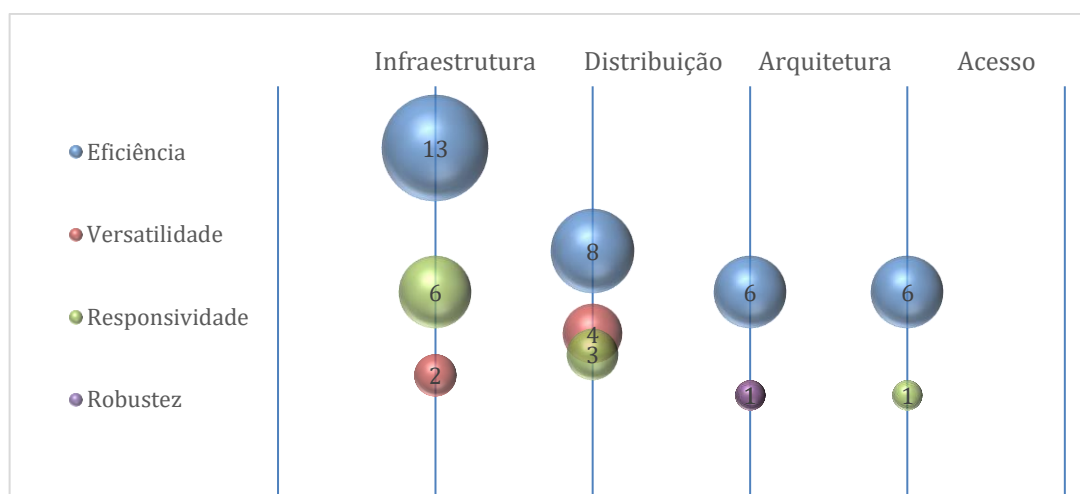 Infraestrutura Distribuição Arquitetura Acesso
Eficiência
Versatilidade
Responsividade
Robustez
13
8
6 6 6
4
3
2
1 1